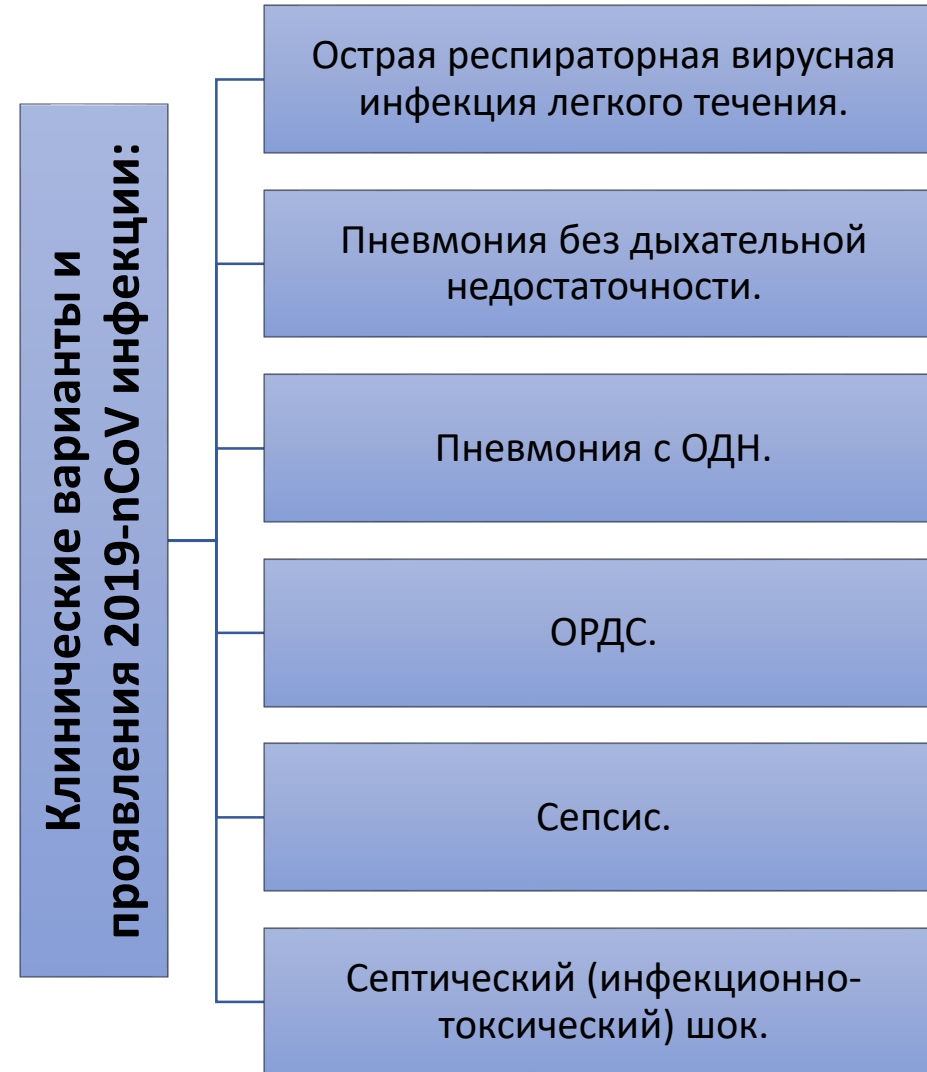 Клинические варианты и
проявления 2019-nCoV инфекции:
Острая респираторная вирусная
инфекция легкого течения.
Пневмония без дыхательной
недостаточности.
Пневмония с ОДН.
ОРДС.
Сепсис.
Септический (инфекционно-
токсический) шок.